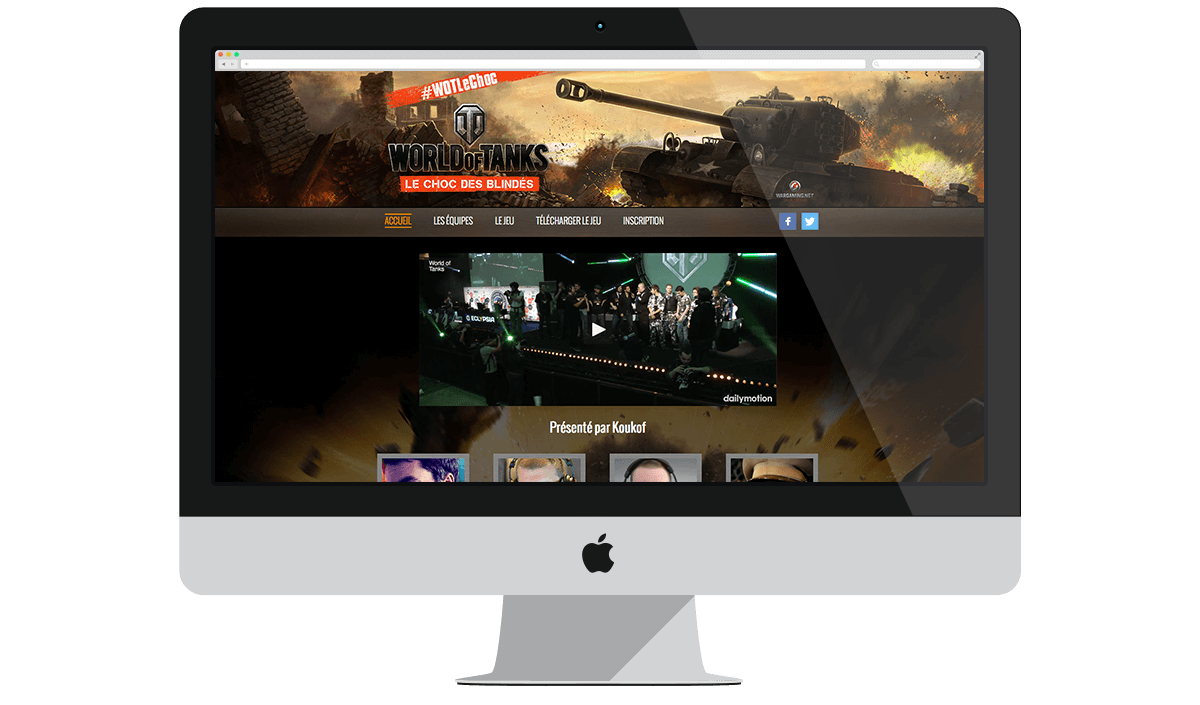 #WOTLeChoc
WORLD OF TANKS
LE CHOC DES BLINDÉS
WARGAMING.NET
ACCUEIL LES ÉQUIPES LE JEU TÉLÉCHARGER LE JEU INSCRIPTION
World of
Tanks
ECLYPSIA
dailymotion
Présenté par Koukof